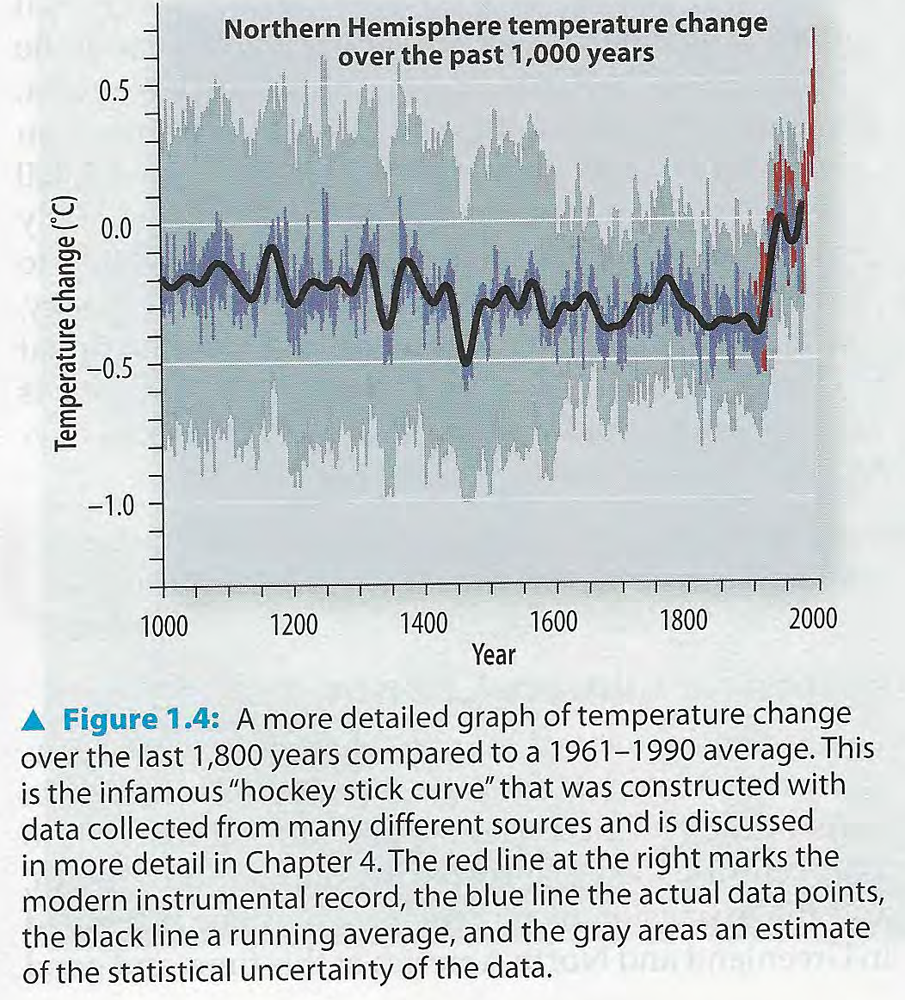 Northern Hemisphere temperature change
over the past 1,000 years
0.5
0.0
−0.5
−1.0
Temperature change (°C)
1000 1200 1400 1600 1800 2000
Year
▲ Figure 1.4: A more detailed graph of temperature change
over the last 1,800 years compared to a 1961–1990 average. This
is the infamous "hockey stick curve" that was constructed with
data collected from many different sources and is discussed
in more detail in Chapter 4. The red line at the right marks the
modern instrumental record, the blue line the actual data points,
the black line a running average, and the gray areas an estimate
of the statistical uncertainty of the data.